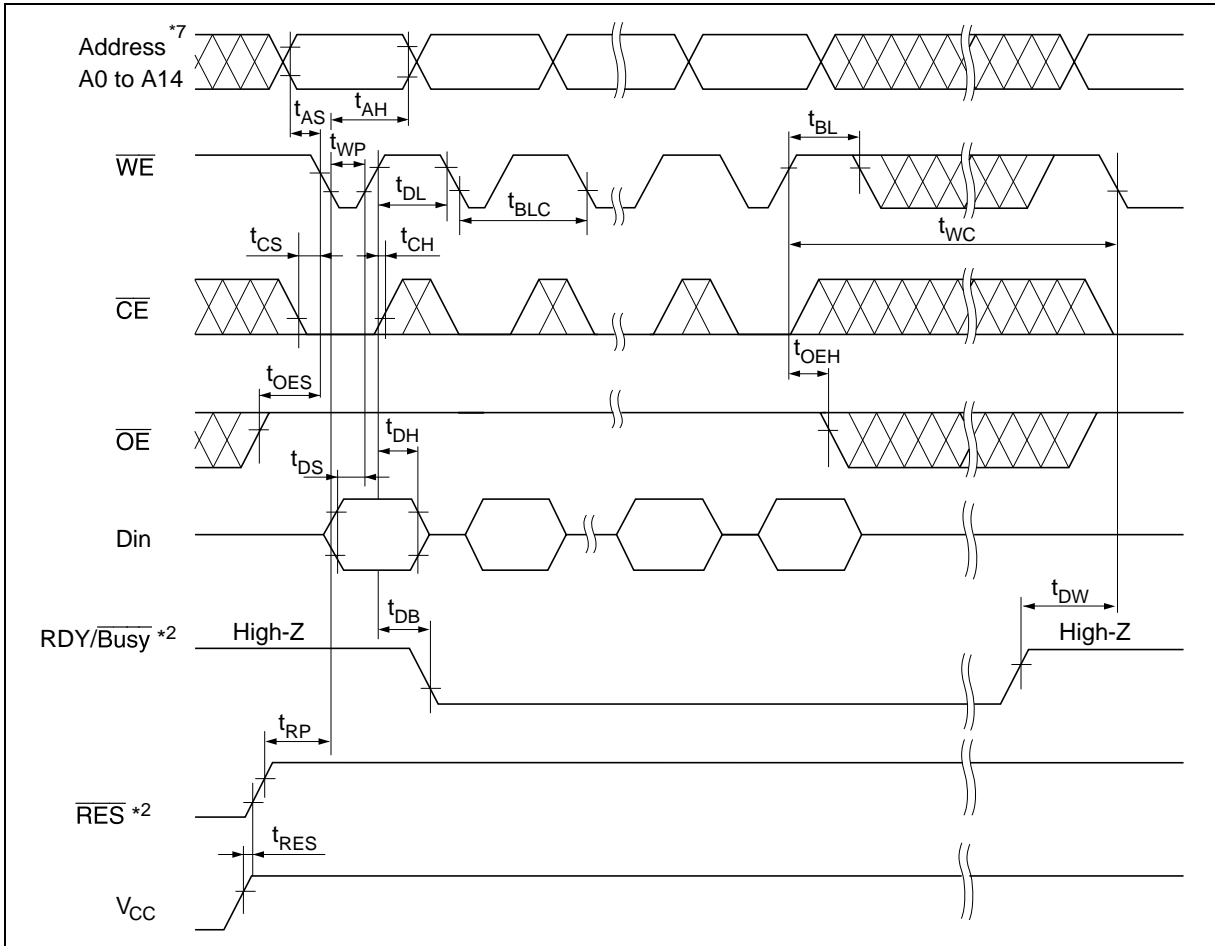 Address *7
A0 to A14
tAS
tAH
tWP
tBL
WE
tDL
tBLC
tWC
tCS
tCH
CE
tOEH
tOES
OE
tDH
tDS
Din
tDB
tDW
RDY/Busy *2
High-Z
High-Z
tRP
RES *2
tRES
VCC